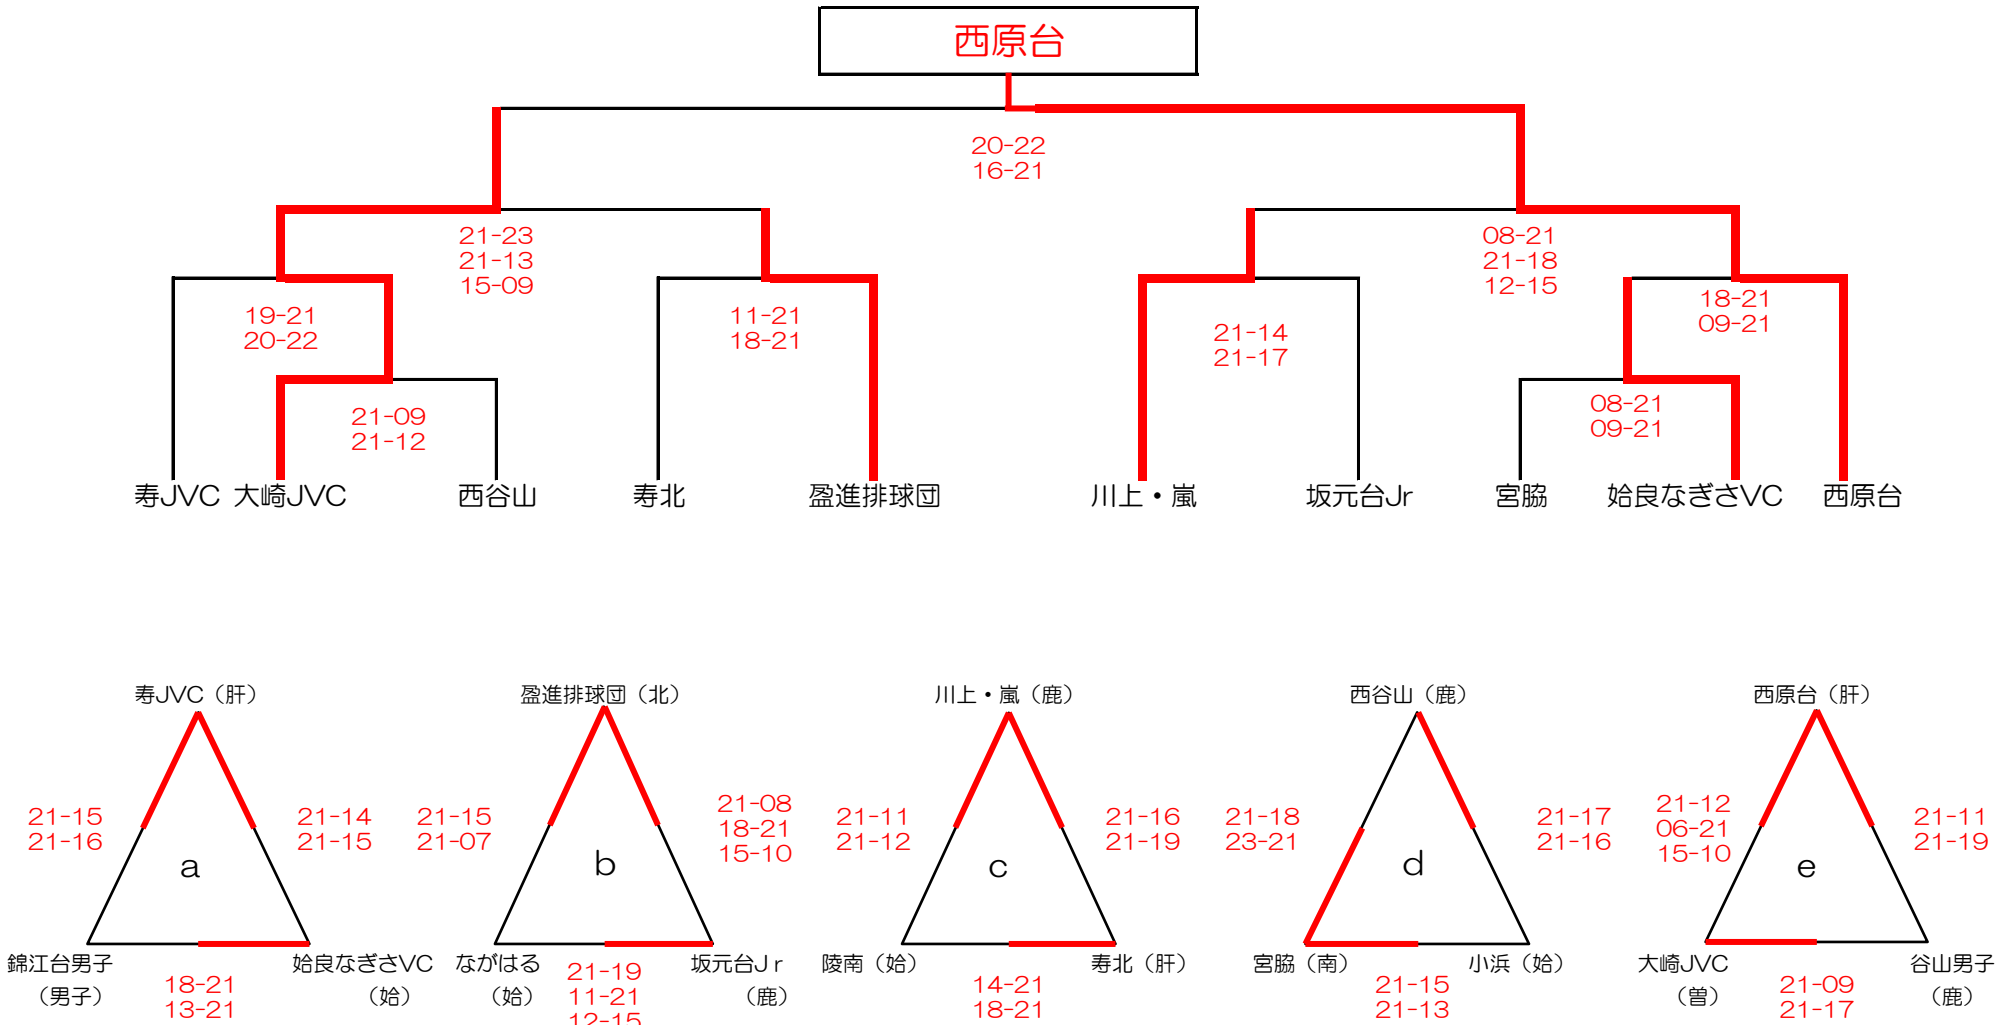 西原台
20-22
16-21
21-23
21-13
15-09
08-21
21-18
12-15
19-21
20-22
11-21
18-21
21-14
21-17
18-21
09-21
21-09
21-12
08-21
09-21
寿JVC 大崎JVC 西谷山 寿北 盈進排球団 川上・嵐 坂元台Jr 宮脇 姶良なぎさVC 西原台
寿JVC（肝）
21-15
21-16
21-14
21-15
a
錦江台男子
（男子）
姶良なぎさVC
（姶）
18-21
13-21
盈進排球団（北）
21-15
21-07
21-08
18-21
15-10
b
ながはる
（姶）
坂元台Jｒ
（鹿）
21-19
11-21
12-15
川上・嵐（鹿）
21-11
21-12
21-16
21-19
c
陵南（姶）
寿北（肝）
14-21
18-21
西谷山（鹿）
21-18
23-21
21-17
21-16
d
宮脇（南）
小浜（姶）
21-15
21-13
西原台（肝）
21-12
06-21
15-10
21-11
21-19
e
大崎JVC
（曽）
谷山男子
（鹿）
21-09
21-17